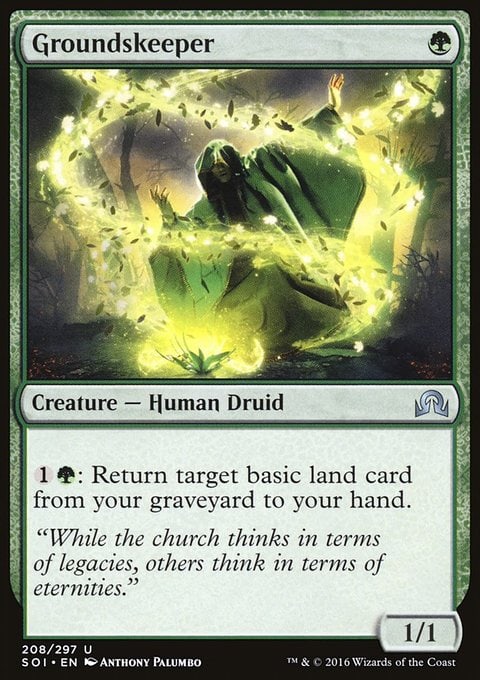 Groundskeeper
Creature — Human Druid
1 : Return target basic land card
from your graveyard to your hand.
“While the church thinks in terms
of legacies, others think in terms of
eternities.”
1/1
208/297 U
SOI • EN Anthony Palumbo
™ & © 2016 Wizards of the Coast